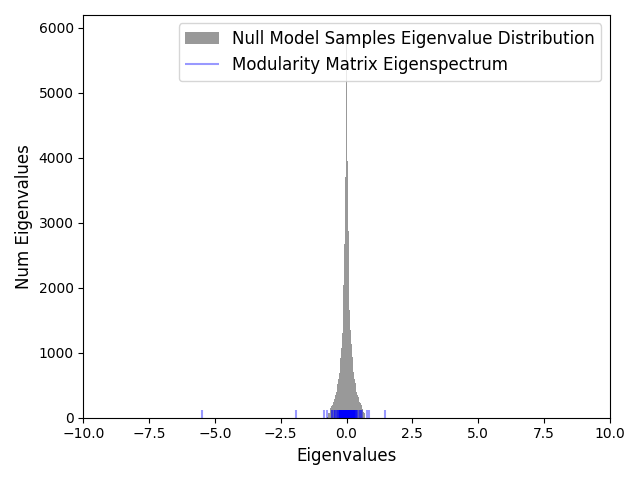 Null Model Samples Eigenvalue Distribution
Modularity Matrix Eigenspectrum
6000
5000
4000
3000
2000
1000
0
Num Eigenvalues
−10.0 −7.5 −5.0 −2.5 0.0 2.5 5.0 7.5 10.0
Eigenvalues